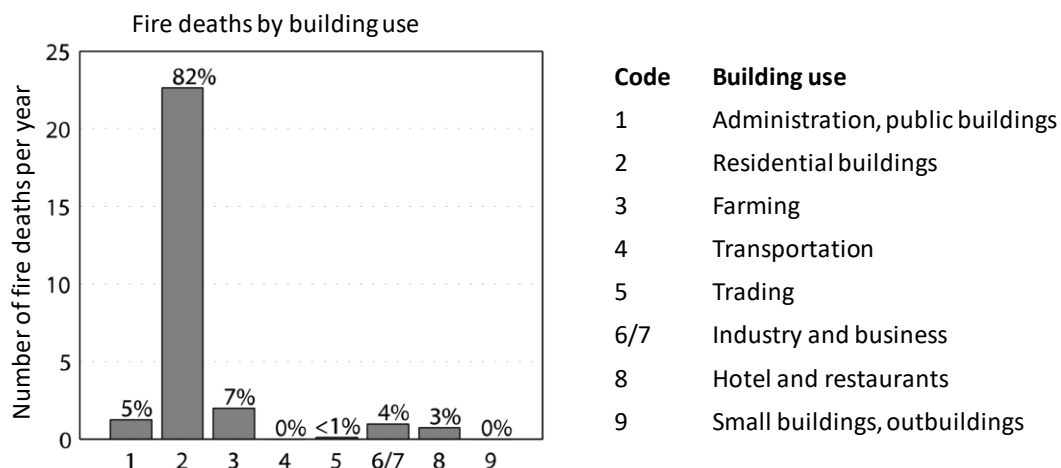 Fire deaths by building use
Number of fire deaths per year
25
20
15
10
5
0
5%
82%
7%
0%
<1%
4%
3%
0%
1 2 3 4 5 6/7 8 9
Code Building use
1 Administration, public buildings
2 Residential buildings
3 Farming
4 Transportation
5 Trading
6/7 Industry and business
8 Hotel and restaurants
9 Small buildings, outbuildings